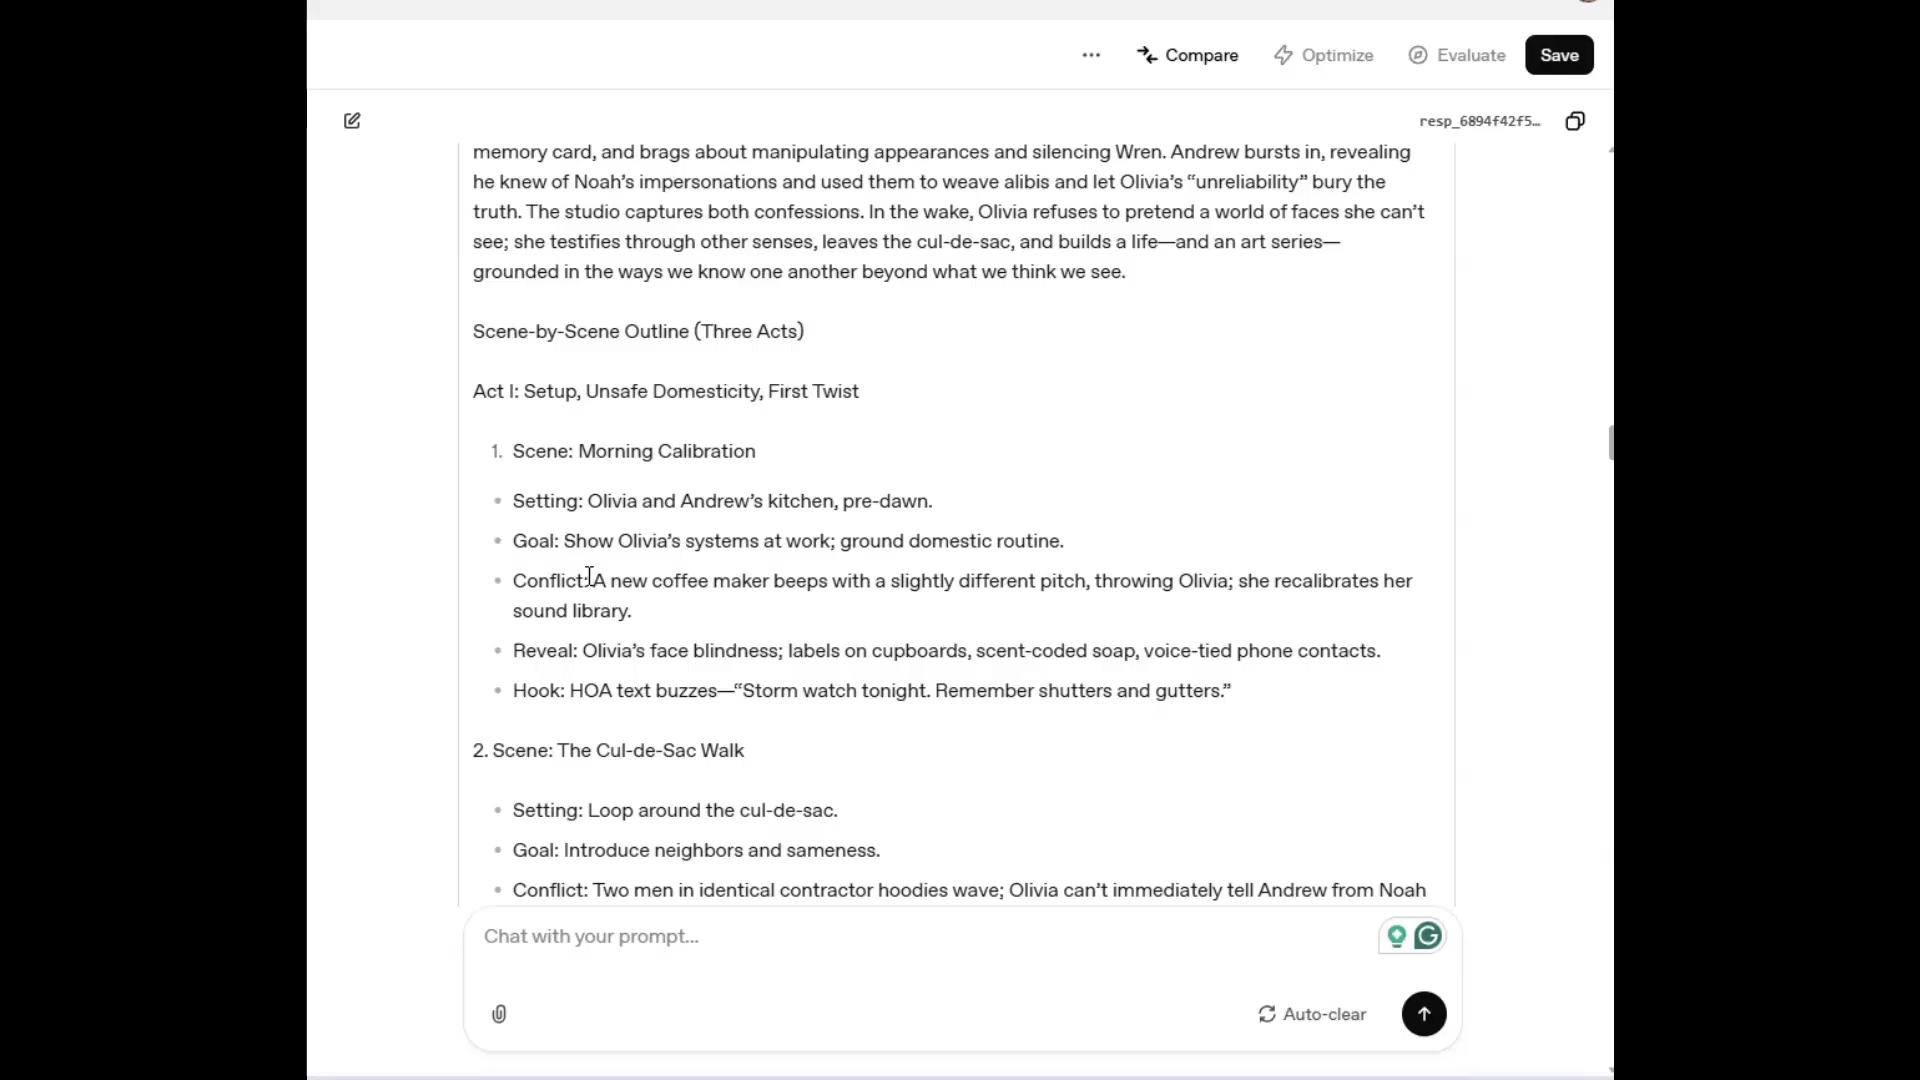 ...
Compare
Optimize
Evaluate
Save
resp_6894f42f5…
memory card, and brags about manipulating appearances and silencing Wren. Andrew bursts in, revealing
he knew of Noah’s impersonations and used them to weave alibis and let Olivia’s “unreliability” bury the
truth. The studio captures both confessions. In the wake, Olivia refuses to pretend a world of faces she can’t
see; she testifies through other senses, leaves the cul-de-sac, and builds a life—and an art series—
grounded in the ways we know one another beyond what we think we see.
Scene-by-Scene Outline (Three Acts)
Act I: Setup, Unsafe Domesticity, First Twist
1. Scene: Morning Calibration
• Setting: Olivia and Andrew’s kitchen, pre-dawn.
• Goal: Show Olivia’s systems at work; ground domestic routine.
• Conflict: A new coffee maker beeps with a slightly different pitch, throwing Olivia; she recalibrates her
sound library.
• Reveal: Olivia’s face blindness; labels on cupboards, scent-coded soap, voice-tied phone contacts.
• Hook: HOA text buzzes—“Storm watch tonight. Remember shutters and gutters.”
2. Scene: The Cul-de-Sac Walk
• Setting: Loop around the cul-de-sac.
• Goal: Introduce neighbors and sameness.
• Conflict: Two men in identical contractor hoodies wave; Olivia can’t immediately tell Andrew from Noah
Chat with your prompt...
Auto-clear